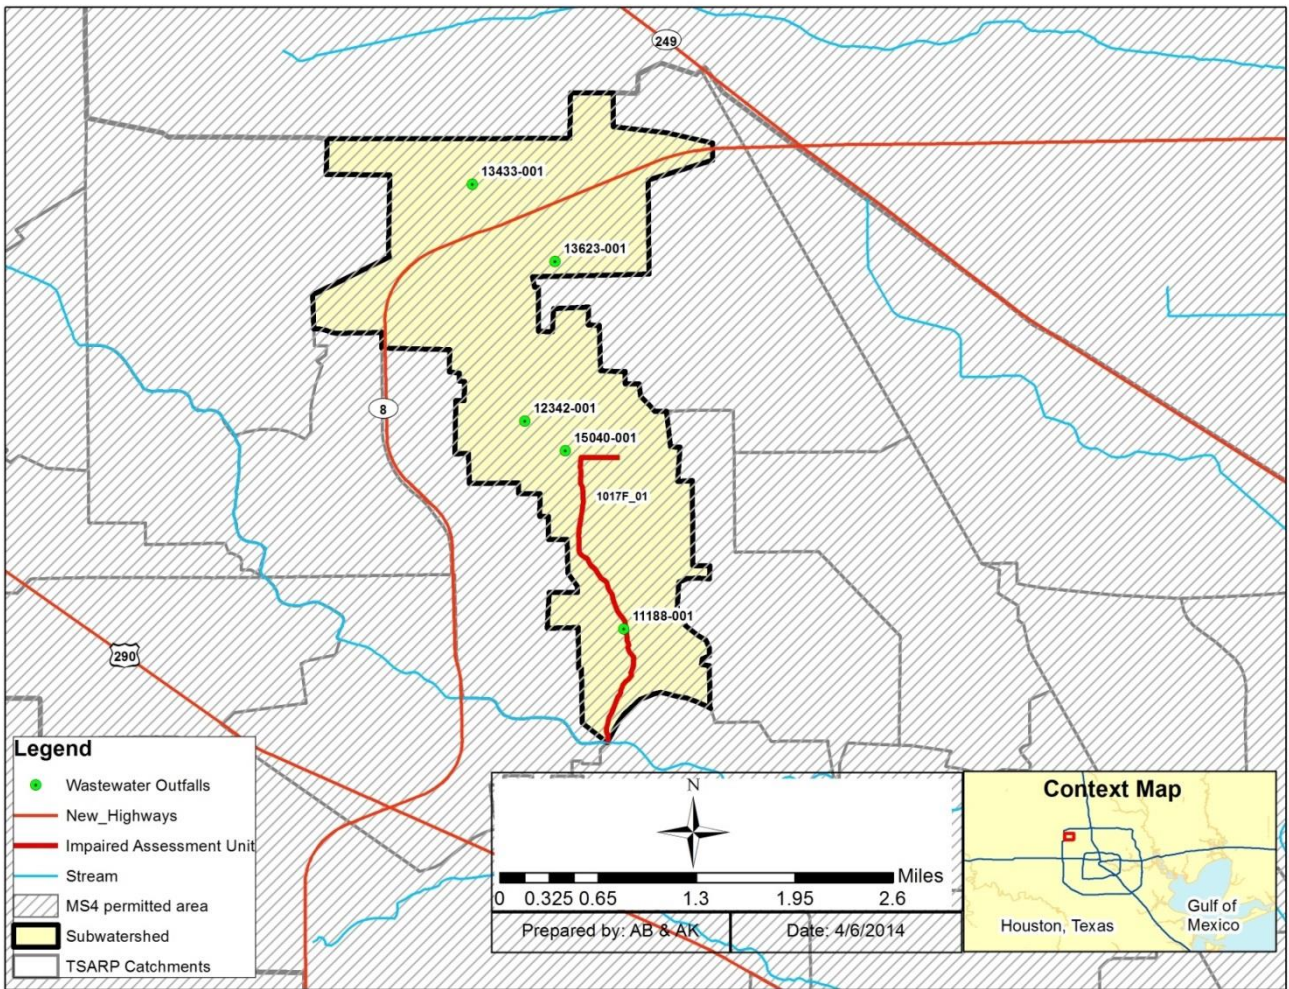 249
13433-001
13623-001
8
12342-001
15040-001
1017F_01
11188-001
290
Legend
Wastewater Outfalls
New_Highways
Impaired Assessment Unit
Stream
MS4 permitted area
Subwatershed
TSARP Catchments
N
Miles
0 0.325 0.65 1.3 1.95 2.6
Prepared by: AB & AK
Date: 4/6/2014
Context Map
Houston, Texas
Gulf of
Mexico